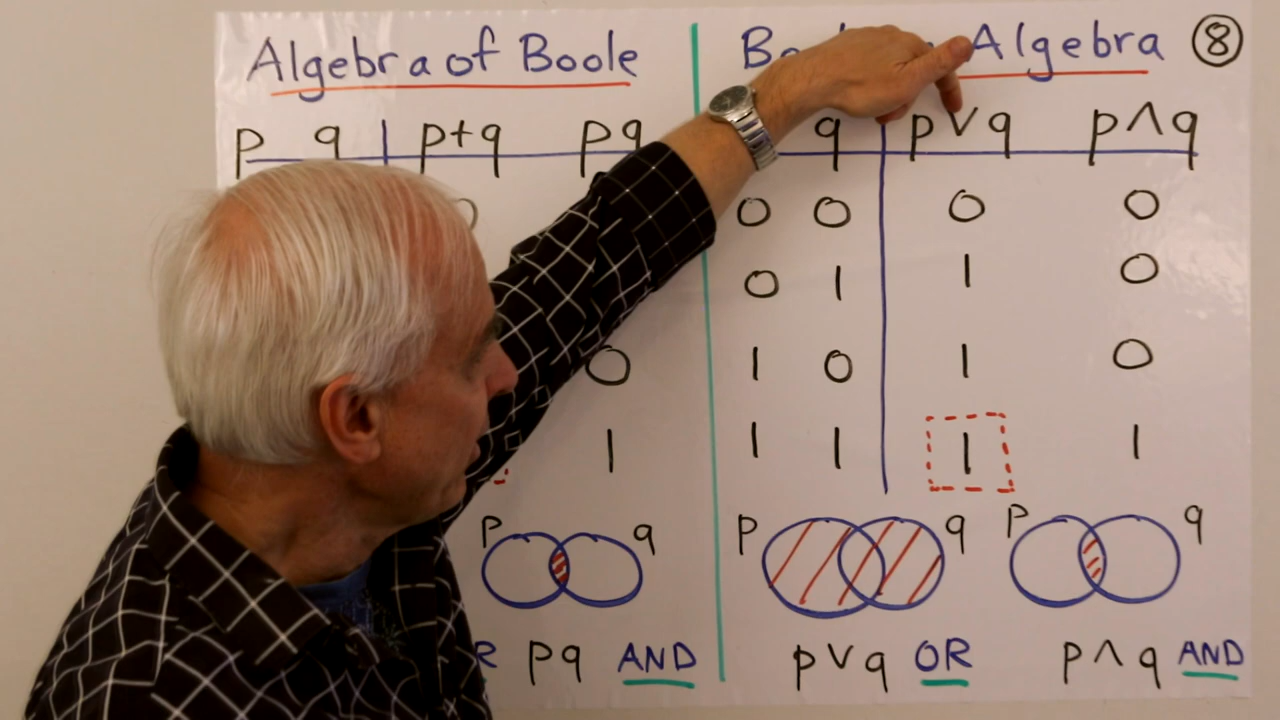 Algebra of Boole
p q p+q pq
0
1
p q
pq AND
Algebra ⑧
q p∨q p∧q
0 0 0 0
0 1 1 0
1 0 1 0
1 1 1 1
p q p q
p∨q OR p∧q AND